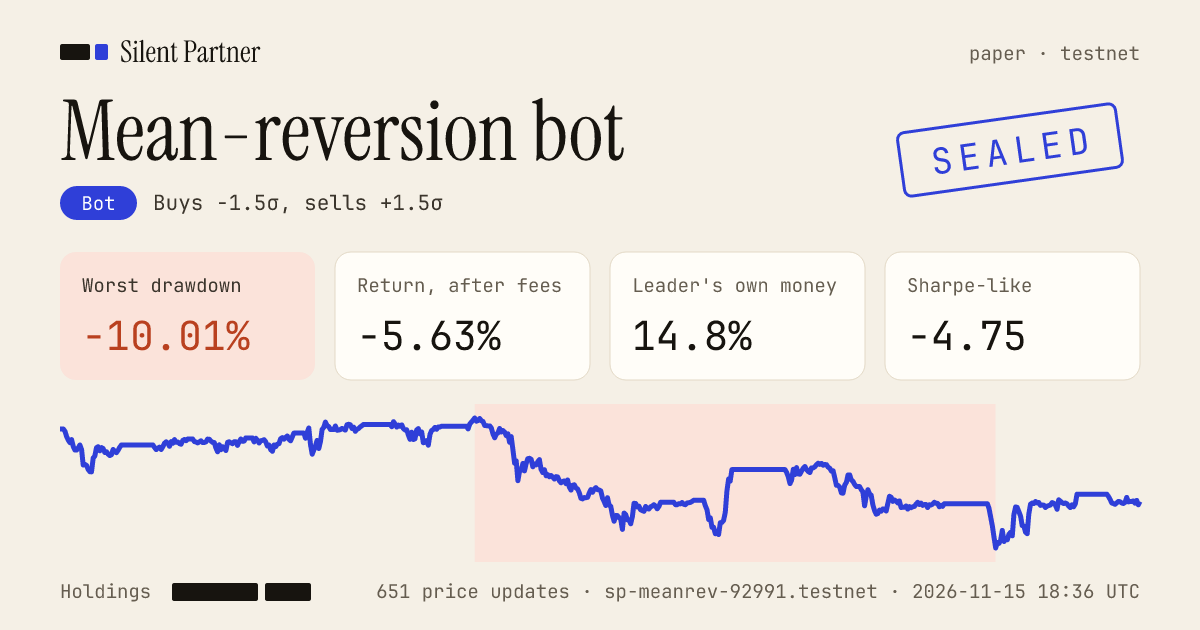 Silent Partner
paper · testnet
Mean-reversion bot
SEALED
Bot
Buys -1.5σ, sells +1.5σ
Worst drawdown
-10.01%
Return, after fees
-5.63%
Leader's own money
14.8%
Sharpe-like
-4.75
Holdings
651 price updates · sp-meanrev-92991.testnet · 2026-11-15 18:36 UTC